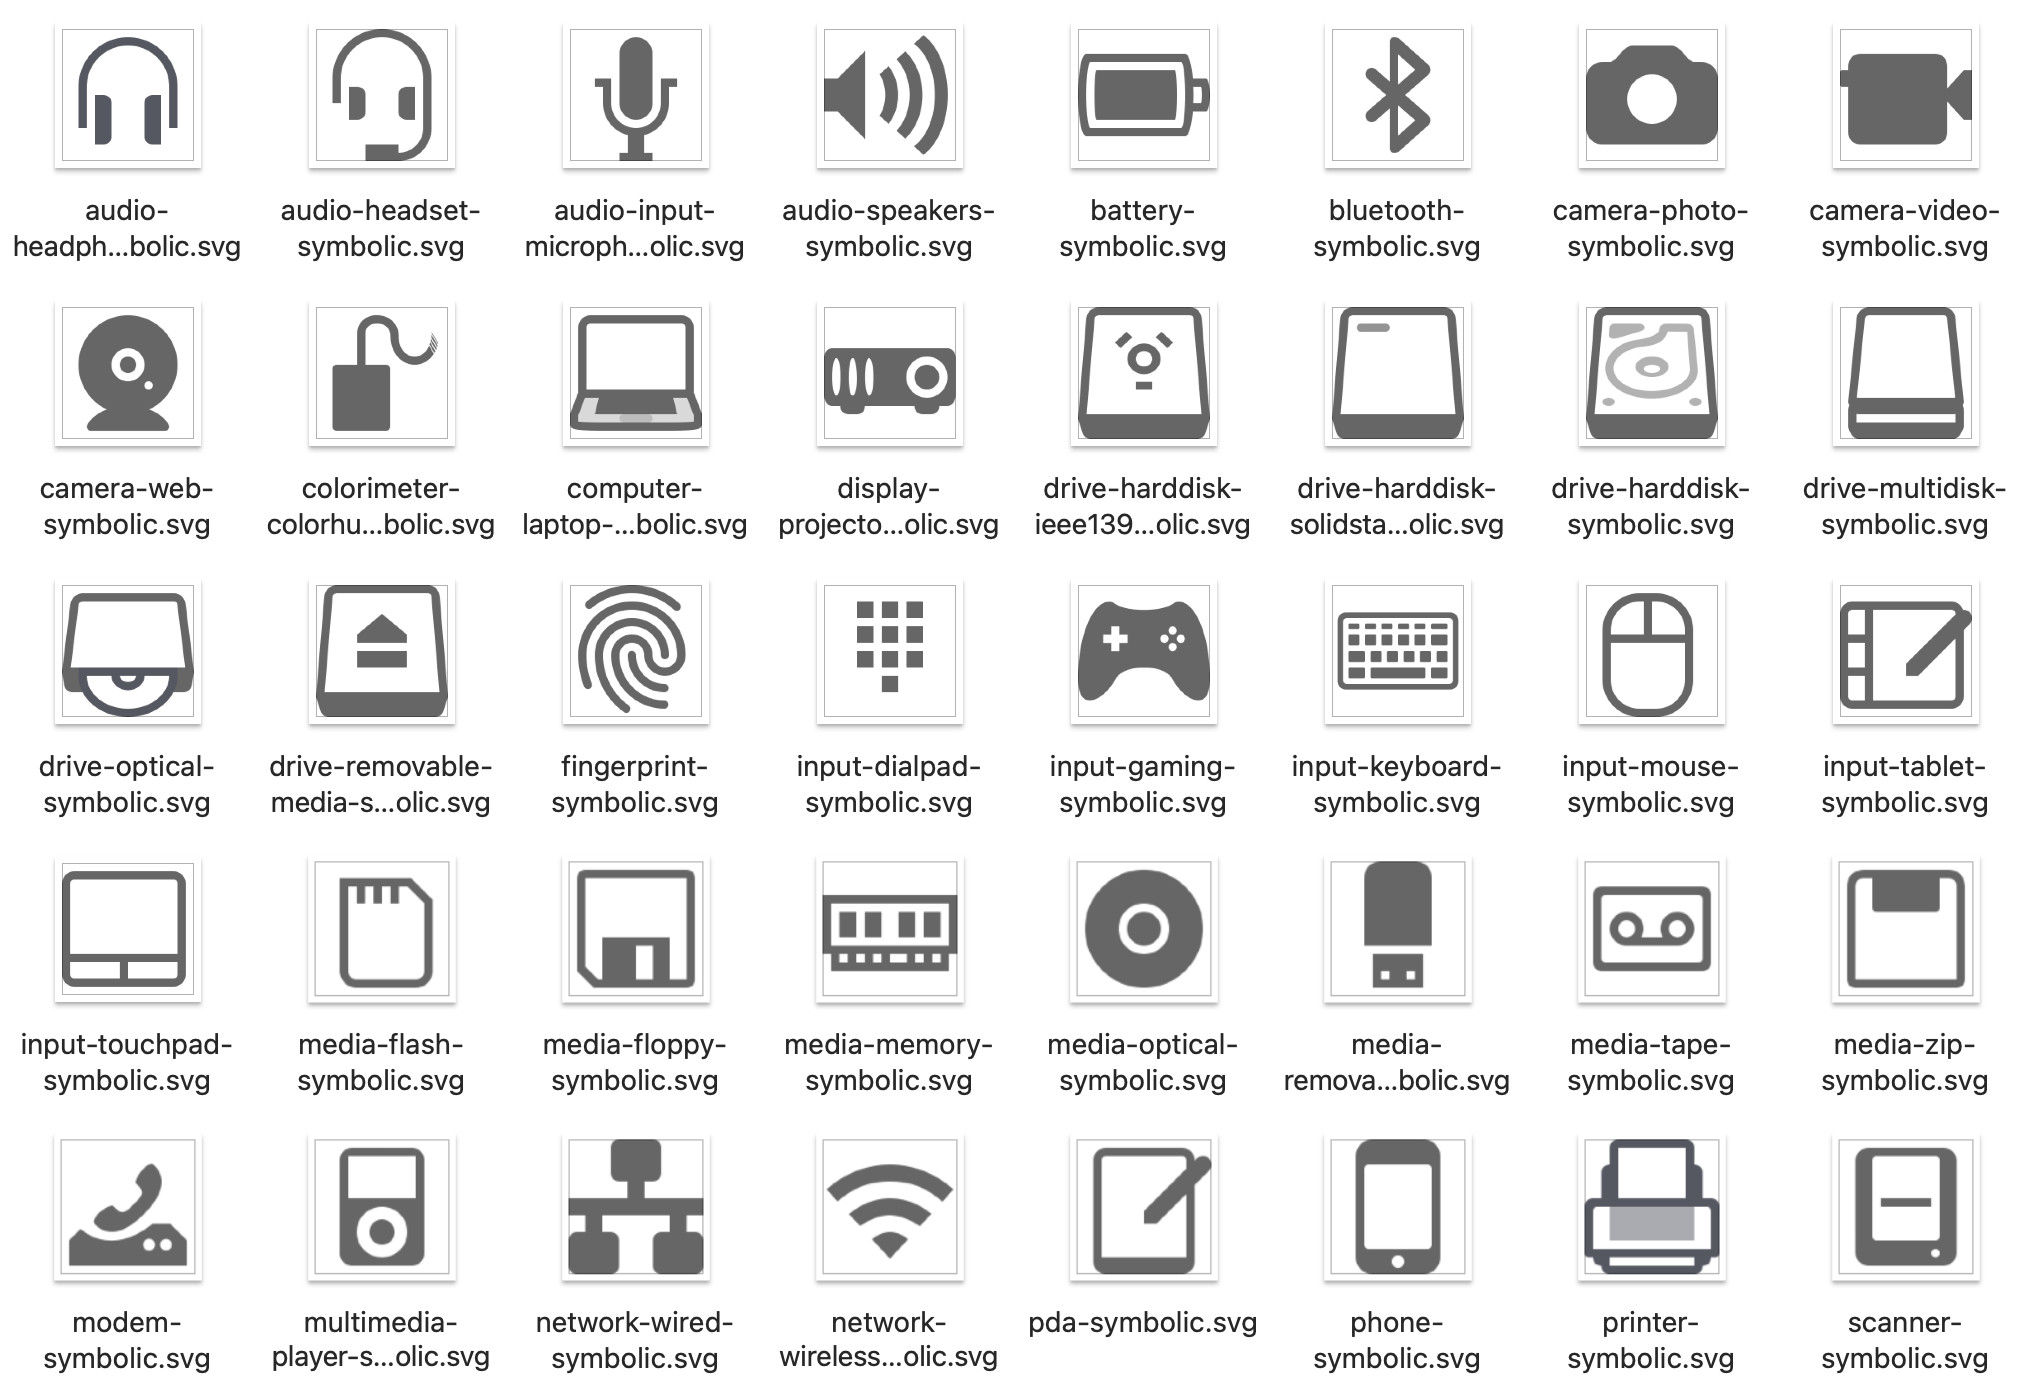 audio-
headph...bolic.svg
audio-headset-
symbolic.svg
audio-input-
microph...olic.svg
audio-speakers-
symbolic.svg
battery-
symbolic.svg
bluetooth-
symbolic.svg
camera-photo-
symbolic.svg
camera-video-
symbolic.svg
camera-web-
symbolic.svg
colorimeter-
colorhu...bolic.svg
computer-
laptop-...bolic.svg
display-
projecto...olic.svg
drive-harddisk-
ieee139...olic.svg
drive-harddisk-
solidsta...olic.svg
drive-harddisk-
symbolic.svg
drive-multidisk-
symbolic.svg
drive-optical-
symbolic.svg
drive-removable-
media-s...olic.svg
fingerprint-
symbolic.svg
input-dialpad-
symbolic.svg
input-gaming-
symbolic.svg
input-keyboard-
symbolic.svg
input-mouse-
symbolic.svg
input-tablet-
symbolic.svg
input-touchpad-
symbolic.svg
media-flash-
symbolic.svg
media-floppy-
symbolic.svg
media-memory-
symbolic.svg
media-optical-
symbolic.svg
media-
remova...bolic.svg
media-tape-
symbolic.svg
media-zip-
symbolic.svg
modem-
symbolic.svg
multimedia-
player-s...olic.svg
network-wired-
symbolic.svg
network-
wireless...olic.svg
pda-symbolic.svg
phone-
symbolic.svg
printer-
symbolic.svg
scanner-
symbolic.svg